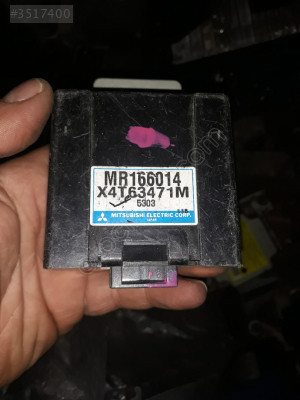 #3517400
MR166014
X4T63471M
5303
MITSUBISHI ELECTRIC CORP.